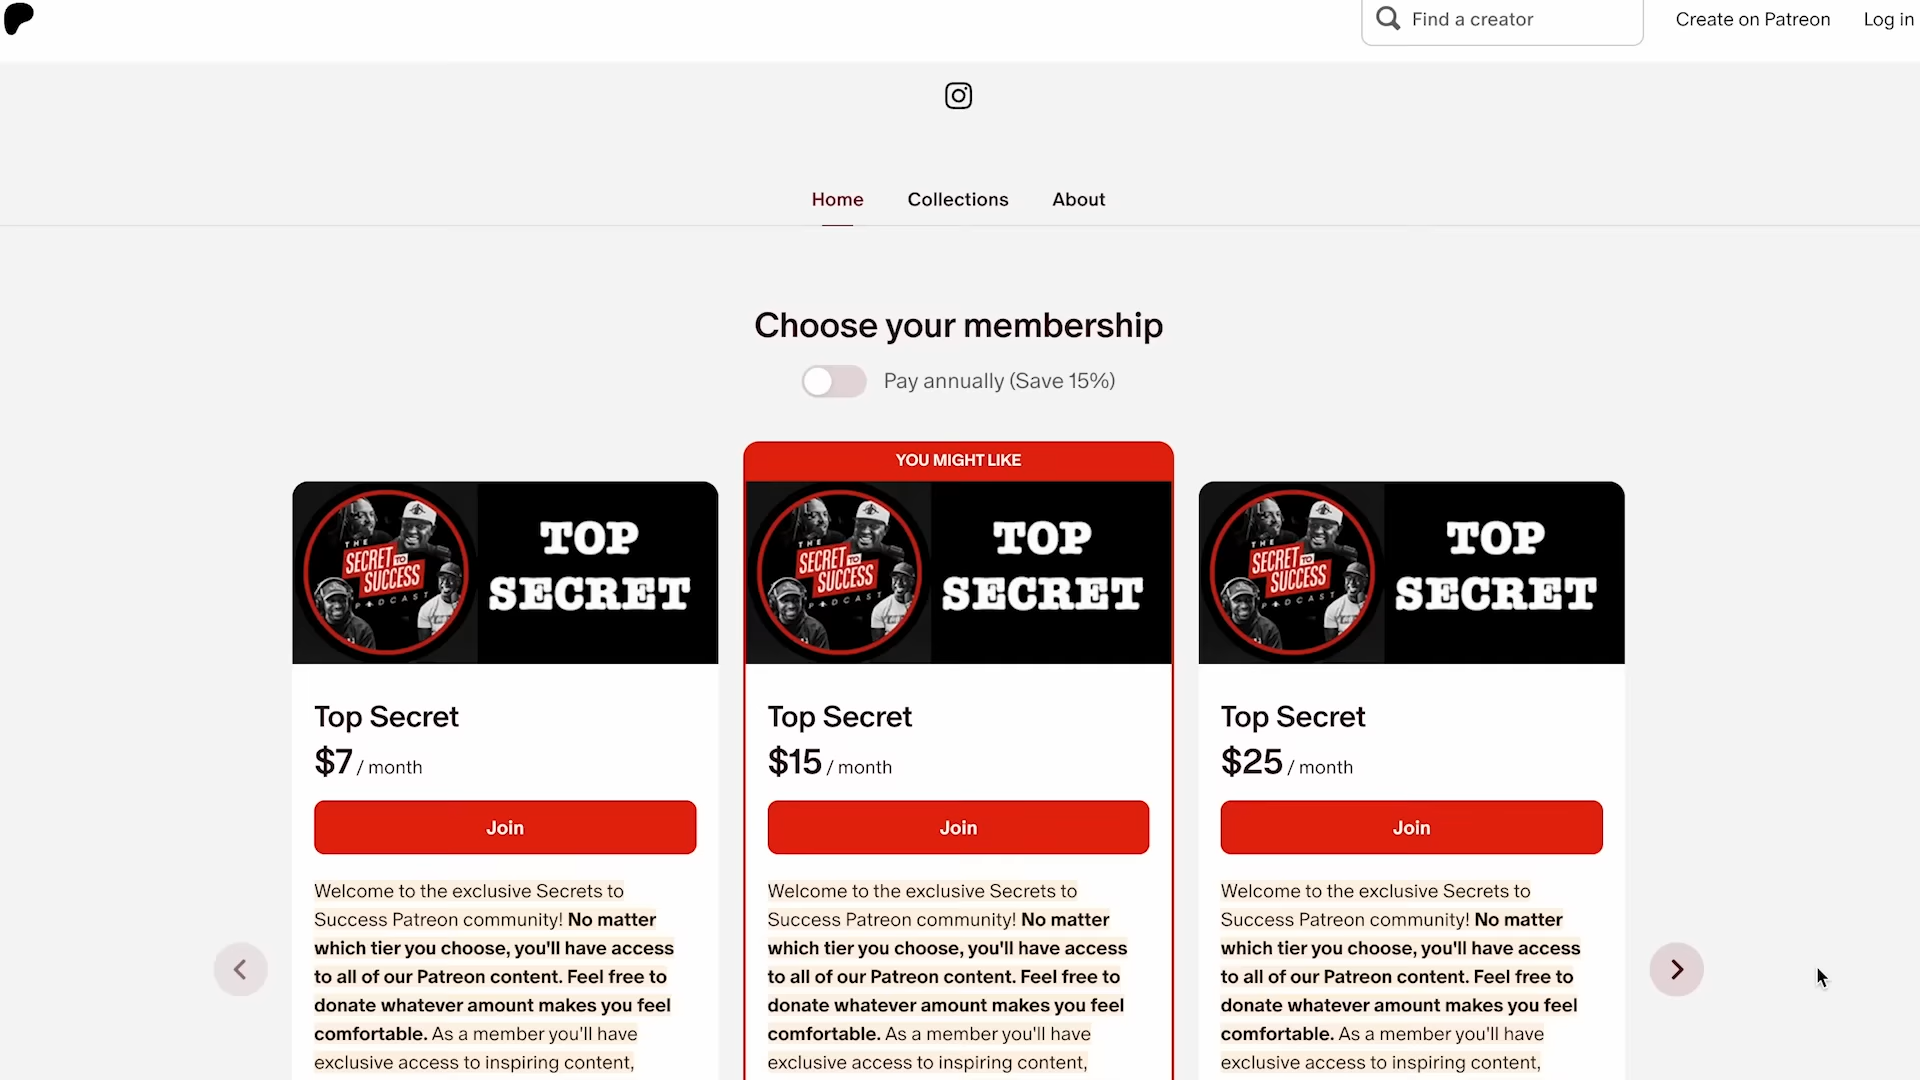 Find a creator
Create on Patreon
Log in
Home
Collections
About
Choose your membership
Pay annually (Save 15%)
YOU MIGHT LIKE
THE
SECRET TO
SUCCESS
PODCAST
TOP
SECRET
THE
SECRET TO
SUCCESS
PODCAST
TOP
SECRET
THE
SECRET TO
SUCCESS
PODCAST
TOP
SECRET
Top Secret
$7 / month
Join
Welcome to the exclusive Secrets to
Success Patreon community! No matter
which tier you choose, you'll have access
to all of our Patreon content. Feel free to
donate whatever amount makes you feel
comfortable. As a member you'll have
exclusive access to inspiring content,
Top Secret
$15 / month
Join
Welcome to the exclusive Secrets to
Success Patreon community! No matter
which tier you choose, you'll have access
to all of our Patreon content. Feel free to
donate whatever amount makes you feel
comfortable. As a member you'll have
exclusive access to inspiring content,
Top Secret
$25 / month
Join
Welcome to the exclusive Secrets to
Success Patreon community! No matter
which tier you choose, you'll have access
to all of our Patreon content. Feel free to
donate whatever amount makes you feel
comfortable. As a member you'll have
exclusive access to inspiring content,